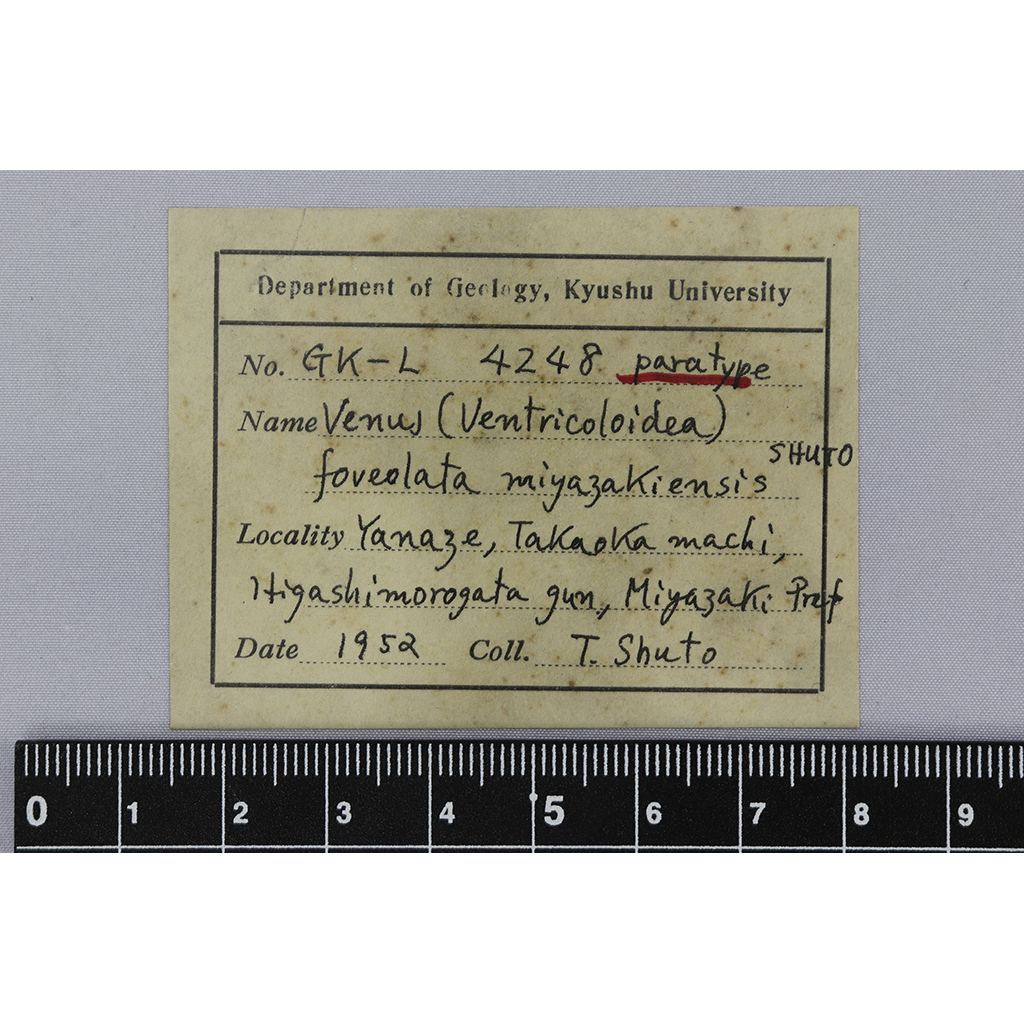 Department of Geology, Kyushu University
No. GK-L 4248 paratype
Name Venus (Ventricoloidea)
foveolata miyazakiensis SHUTO
Locality Yanaze, Takaoka machi,
Higashimorogata gun, Miyazaki Pref
Date 1952 Coll. T. Shuto
0 1 2 3 4 5 6 7 8 9